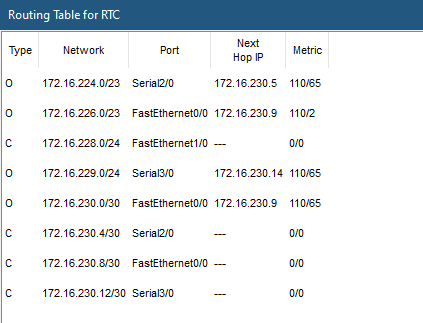 Routing Table for RTC
Type Network Port Next Hop IP Metric
O 172.16.224.0/23 Serial2/0 172.16.230.5 110/65
O 172.16.226.0/23 FastEthernet0/0 172.16.230.9 110/2
C 172.16.228.0/24 FastEthernet1/0 --- 0/0
O 172.16.229.0/24 Serial3/0 172.16.230.14 110/65
O 172.16.230.0/30 FastEthernet0/0 172.16.230.9 110/65
C 172.16.230.4/30 Serial2/0 --- 0/0
C 172.16.230.8/30 FastEthernet0/0 --- 0/0
C 172.16.230.12/30 Serial3/0 --- 0/0